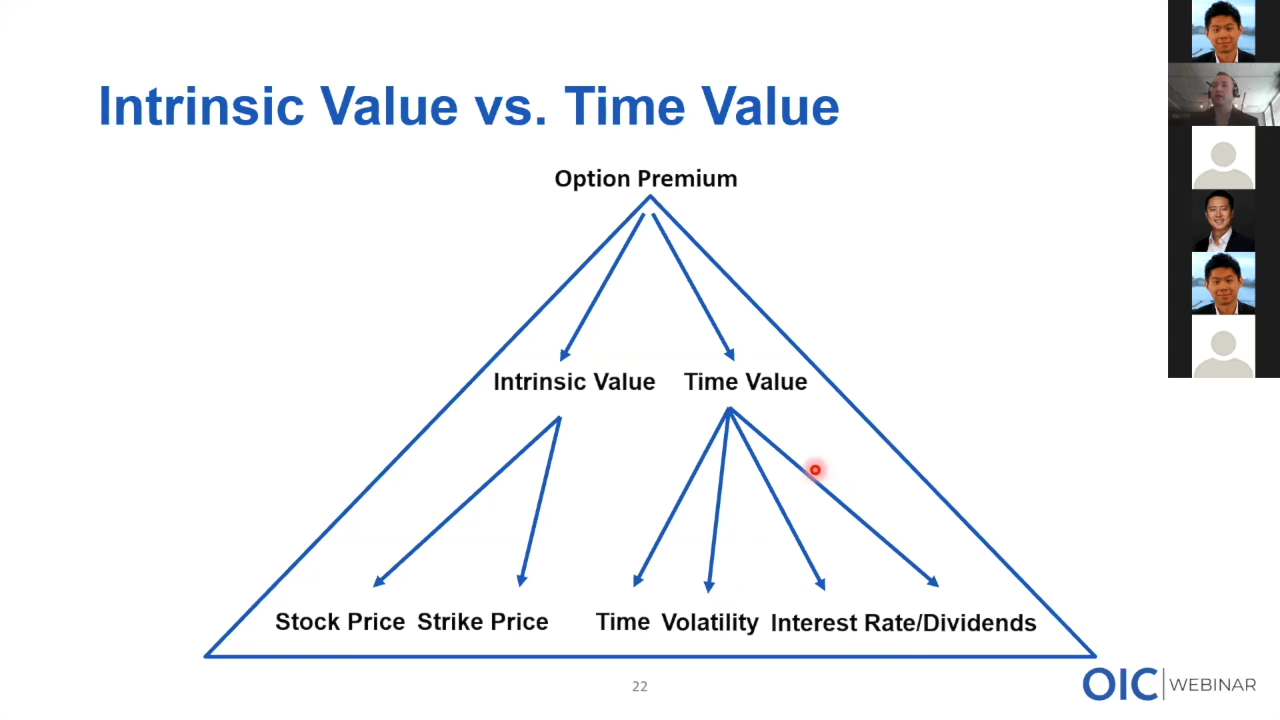 Intrinsic Value vs. Time Value
Option Premium
Intrinsic Value Time Value
Stock Price Strike Price Time Volatility Interest Rate/Dividends
22
OIC WEBINAR